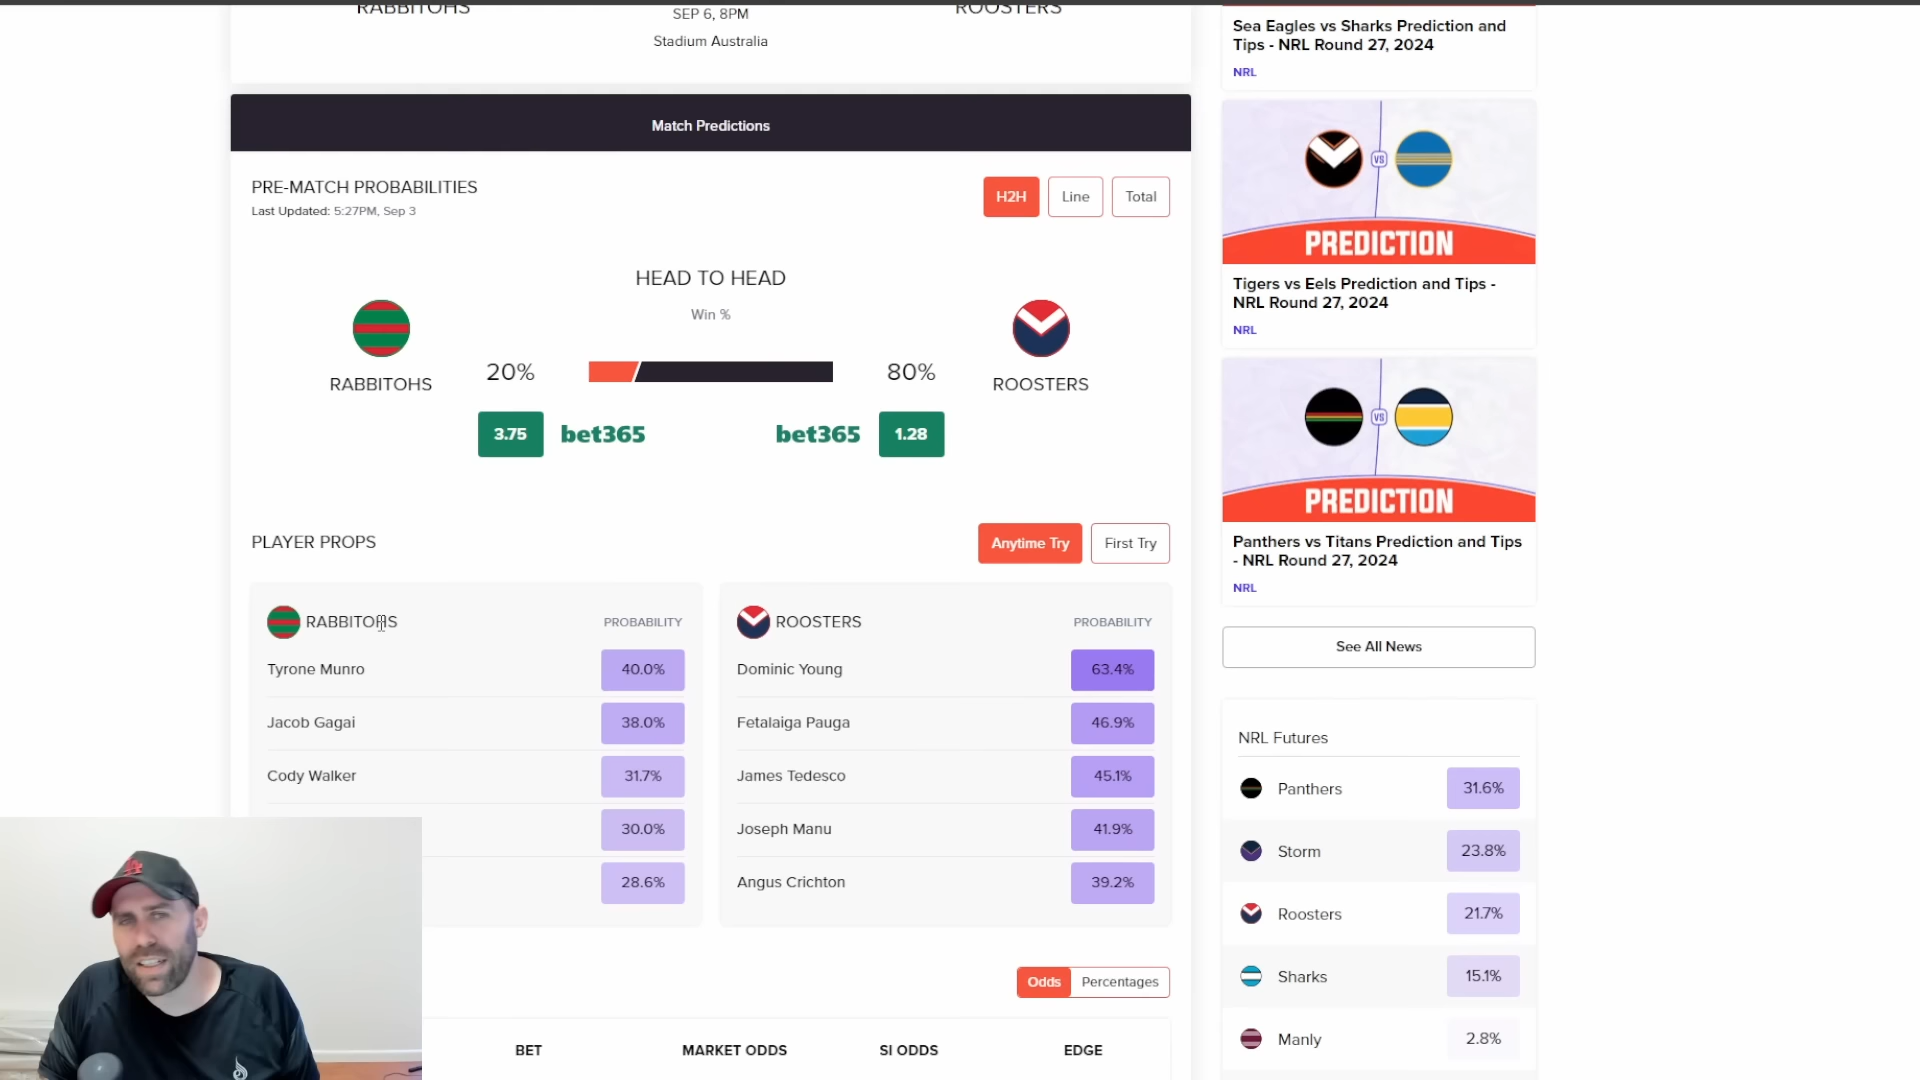 RABBITOHS
SEP 6, 8PM
ROOSTERS
Stadium Australia
Match Predictions
PRE-MATCH PROBABILITIES
Last Updated: 5:27PM, Sep 3
H2H
Line
Total
HEAD TO HEAD
Win %
RABBITOHS
20%
80%
ROOSTERS
3.75
bet365
bet365
1.28
PLAYER PROPS
Anytime Try
First Try
RABBITOHS
PROBABILITY
Tyrone Munro
40.0%
Jacob Gagai
38.0%
Cody Walker
31.7%
30.0%
28.6%
ROOSTERS
PROBABILITY
Dominic Young
63.4%
Fetalaiga Pauga
46.9%
James Tedesco
45.1%
Joseph Manu
41.9%
Angus Crichton
39.2%
Odds
Percentages
BET
MARKET ODDS
SI ODDS
EDGE
Sea Eagles vs Sharks Prediction and
Tips - NRL Round 27, 2024
NRL
VS
PREDICTION
Tigers vs Eels Prediction and Tips -
NRL Round 27, 2024
NRL
VS
PREDICTION
Panthers vs Titans Prediction and Tips
- NRL Round 27, 2024
NRL
See All News
NRL Futures
Panthers
31.6%
Storm
23.8%
Roosters
21.7%
Sharks
15.1%
Manly
2.8%